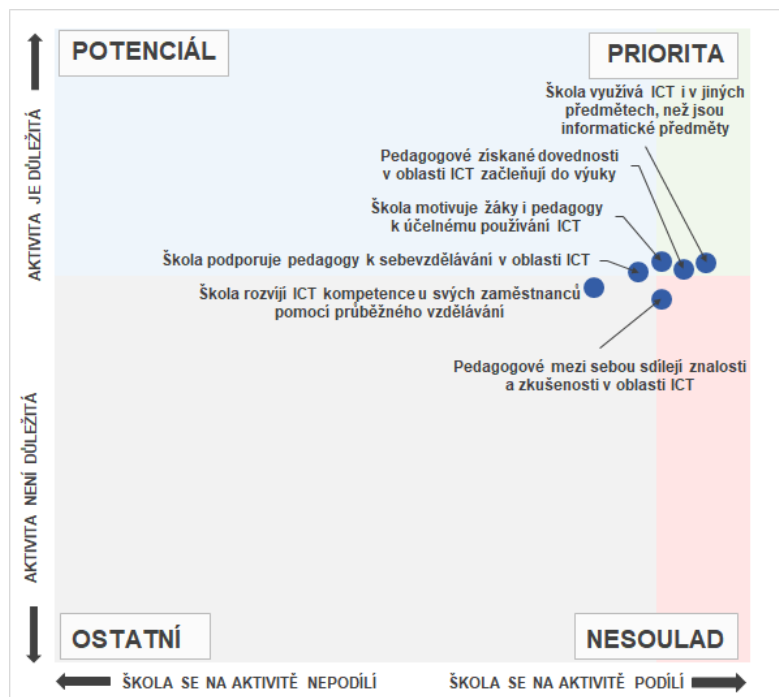 POTENCIÁL
PRIORITA
Škola využívá ICT i v jiných
předmětech, než jsou
informatické předměty
Pedagogové získané dovednosti
v oblasti ICT začleňují do výuky
Škola motivuje žáky i pedagogy
k účelnému používání ICT
Škola podporuje pedagogy k sebevzdělávání v oblasti ICT
Škola rozvíjí ICT kompetence u svých zaměstnanců
pomocí průběžného vzdělávání
Pedagogové mezi sebou sdílejí znalosti
a zkušenosti v oblasti ICT
AKTIVITA JE DŮLEŽITÁ
AKTIVITA NENÍ DŮLEŽITÁ
OSTATNÍ
NESOULAD
ŠKOLA SE NA AKTIVITĚ NEPODÍLÍ
ŠKOLA SE NA AKTIVITĚ PODÍLÍ